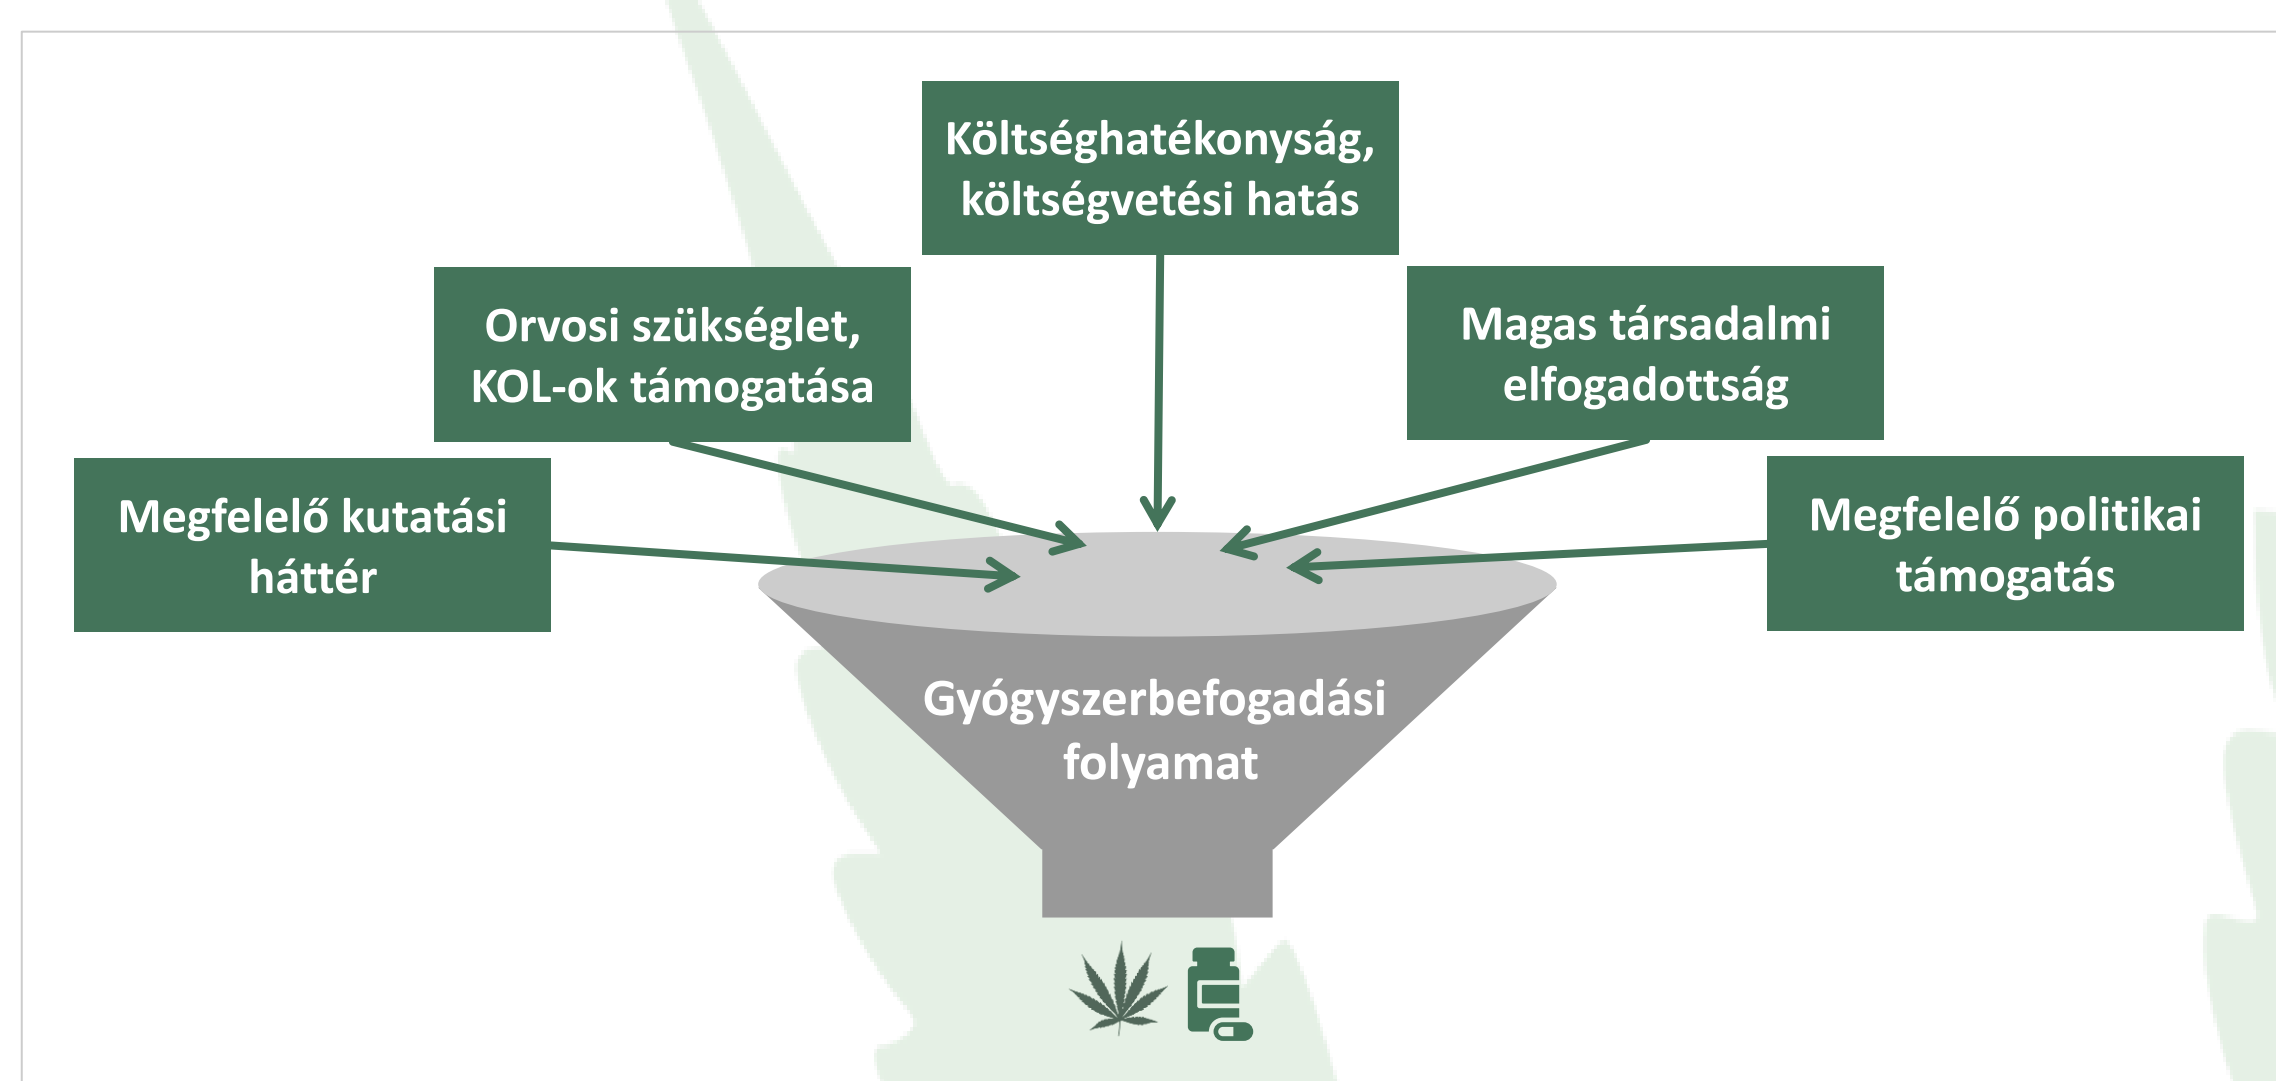 Költséghatékonyság,
költségvetési hatás
Orvosi szükséglet,
KOL-ok támogatása
Magas társadalmi
elfogadottság
Megfelelő kutatási
háttér
Megfelelő politikai
támogatás
Gyógyszerbefogadási
folyamat